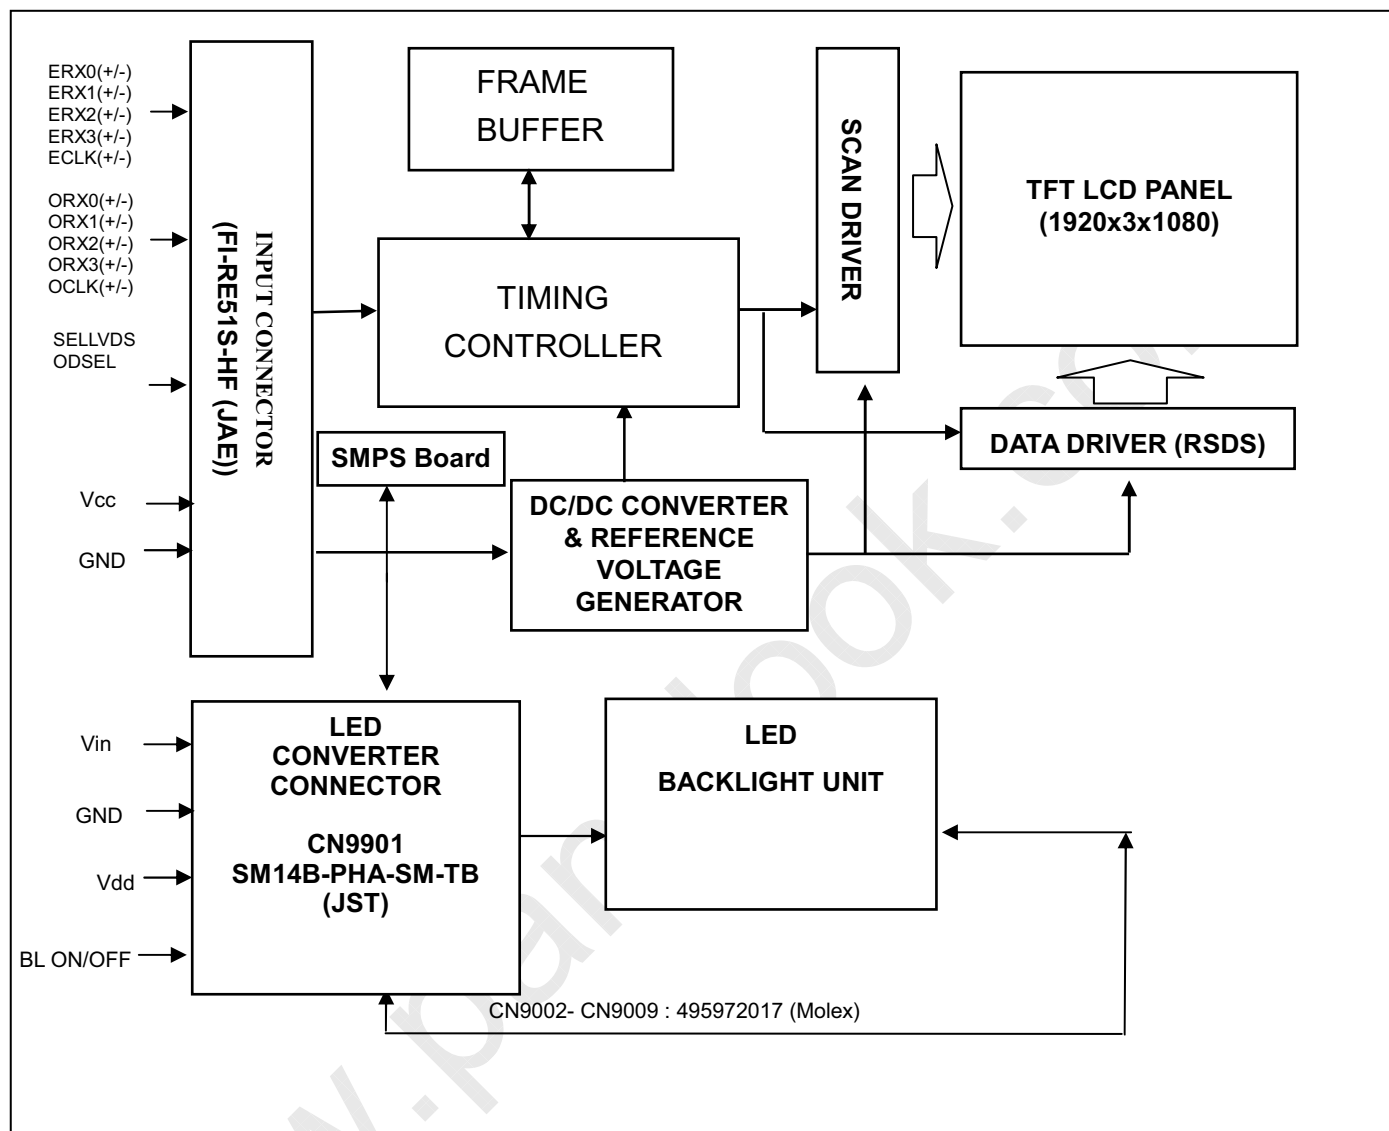 ERX0(+/-)
ERX1(+/-)
ERX2(+/-)
ERX3(+/-)
ECLK(+/-)
ORX0(+/-)
ORX1(+/-)
ORX2(+/-)
ORX3(+/-)
OCLK(+/-)
SELLVDS
ODSEL
Vcc
GND
INPUT CONNECTOR
(FI-RE51S-HF (JAE))
FRAME
BUFFER
TIMING
CONTROLLER
SCAN DRIVER
TFT LCD PANEL
(1920x3x1080)
DATA DRIVER (RSDS)
SMPS Board
DC/DC CONVERTER
& REFERENCE
VOLTAGE
GENERATOR
Vin
GND
Vdd
BL ON/OFF
LED
CONVERTER
CONNECTOR
CN9901
SM14B-PHA-SM-TB
(JST)
LED
BACKLIGHT UNIT
CN9002- CN9009 : 495972017 (Molex)